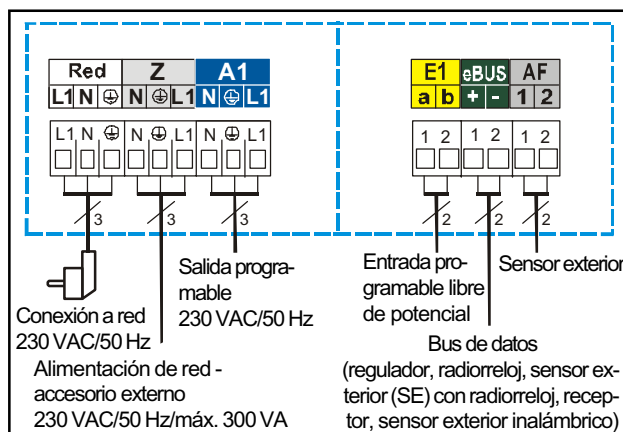 Red Z A1
L1 N N L1 N L1
L1 N N L1 N L1
3 3 3
Conexión a red
230 VAC/50 Hz
Alimentación de red -
accesorio externo
230 VAC/50 Hz/máx. 300 VA
Salida progra-
mable
230 VAC/50 Hz
E1 eBUS AF
a b + - 1 2
1 2 1 2 1 2
2 2 2
Entrada pro-
gramable libre
de potencial
Sensor exterior
Bus de datos
(regulador, radiorreloj, sensor ex-
terior (SE) con radiorreloj, recep-
tor, sensor exterior inalámbrico)